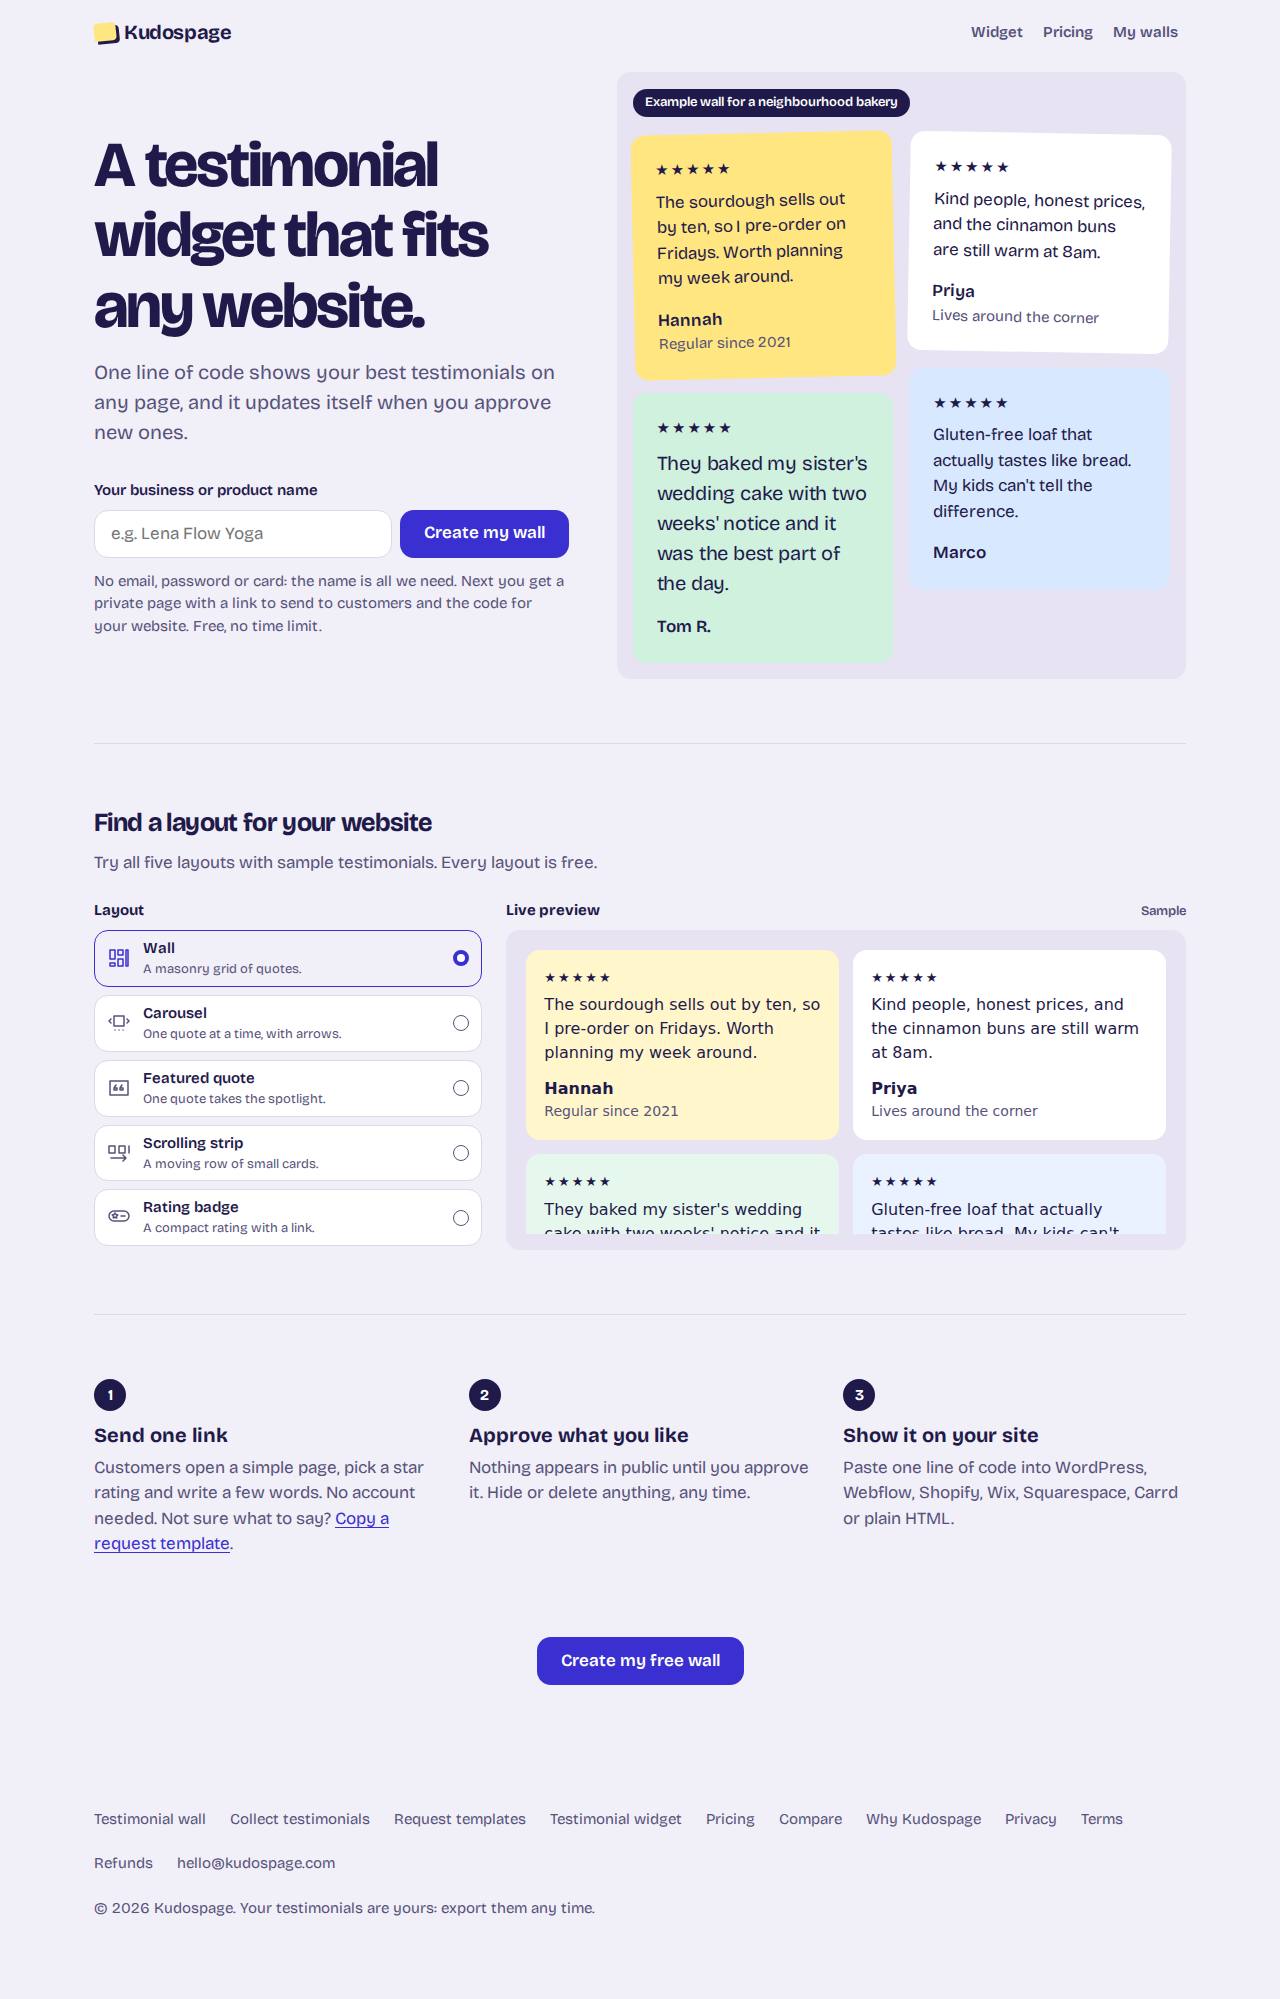 Kudospage
Widget
Pricing
My walls
A testimonial
widget that fits
any website.
One line of code shows your best testimonials on
any page, and it updates itself when you approve
new ones.
Your business or product name
e.g. Lena Flow Yoga
Create my wall
No email, password or card: the name is all we need. Next you get a
private page with a link to send to customers and the code for
your website. Free, no time limit.
Example wall for a neighbourhood bakery
★★★★★
The sourdough sells out
by ten, so I pre-order on
Fridays. Worth planning
my week around.
Hannah
Regular since 2021
★★★★★
Kind people, honest prices,
and the cinnamon buns
are still warm at 8am.
Priya
Lives around the corner
★★★★★
They baked my sister's
wedding cake with two
weeks' notice and it
was the best part of
the day.
Tom R.
★★★★★
Gluten-free loaf that
actually tastes like bread.
My kids can't tell the
difference.
Marco
Find a layout for your website
Try all five layouts with sample testimonials. Every layout is free.
Layout
Wall
A masonry grid of quotes.
Carousel
One quote at a time, with arrows.
Featured quote
One quote takes the spotlight.
Scrolling strip
A moving row of small cards.
Rating badge
A compact rating with a link.
Live preview
Sample
★★★★★
The sourdough sells out by ten, so
I pre-order on Fridays. Worth
planning my week around.
Hannah
Regular since 2021
★★★★★
Kind people, honest prices, and
the cinnamon buns are still warm
at 8am.
Priya
Lives around the corner
★★★★★
They baked my sister's wedding
cake with two weeks' notice and it
★★★★★
Gluten-free loaf that actually
tastes like bread. My kids can't
1
Send one link
Customers open a simple page, pick a star
rating and write a few words. No account
needed. Not sure what to say? Copy a
request template.
2
Approve what you like
Nothing appears in public until you approve
it. Hide or delete anything, any time.
3
Show it on your site
Paste one line of code into WordPress,
Webflow, Shopify, Wix, Squarespace, Carrd
or plain HTML.
Create my free wall
Testimonial wall
Collect testimonials
Request templates
Testimonial widget
Pricing
Compare
Why Kudospage
Privacy
Terms
Refunds
hello@kudospage.com
© 2026 Kudospage. Your testimonials are yours: export them any time.